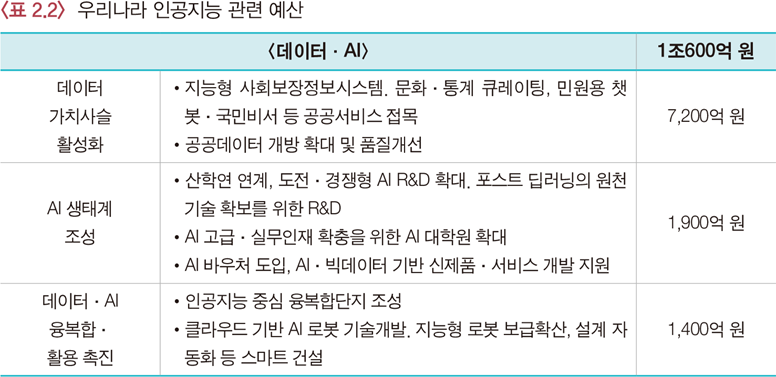 <표 2.2> 우리나라 인공지능 관련 예산
<데이터·AI>
1조600억 원
데이터
가치사슬
활성화
• 지능형 사회보장정보시스템. 문화·통계 큐레이팅, 민원용 챗
봇·국민비서 등 공공서비스 접목
• 공공데이터 개방 확대 및 품질개선
7,200억 원
AI 생태계
조성
• 산학연 연계, 도전·경쟁형 AI R&D 확대. 포스트 딥러닝의 원천
기술 확보를 위한 R&D
• AI 고급·실무인재 확충을 위한 AI 대학원 확대
• AI 바우처 도입, AI·빅데이터 기반 신제품·서비스 개발 지원
1,900억 원
데이터·AI
융복합·
활용 촉진
• 인공지능 중심 융복합단지 조성
• 클라우드 기반 AI 로봇 기술개발. 지능형 로봇 보급확산, 설계 자
동화 등 스마트 건설
1,400억 원